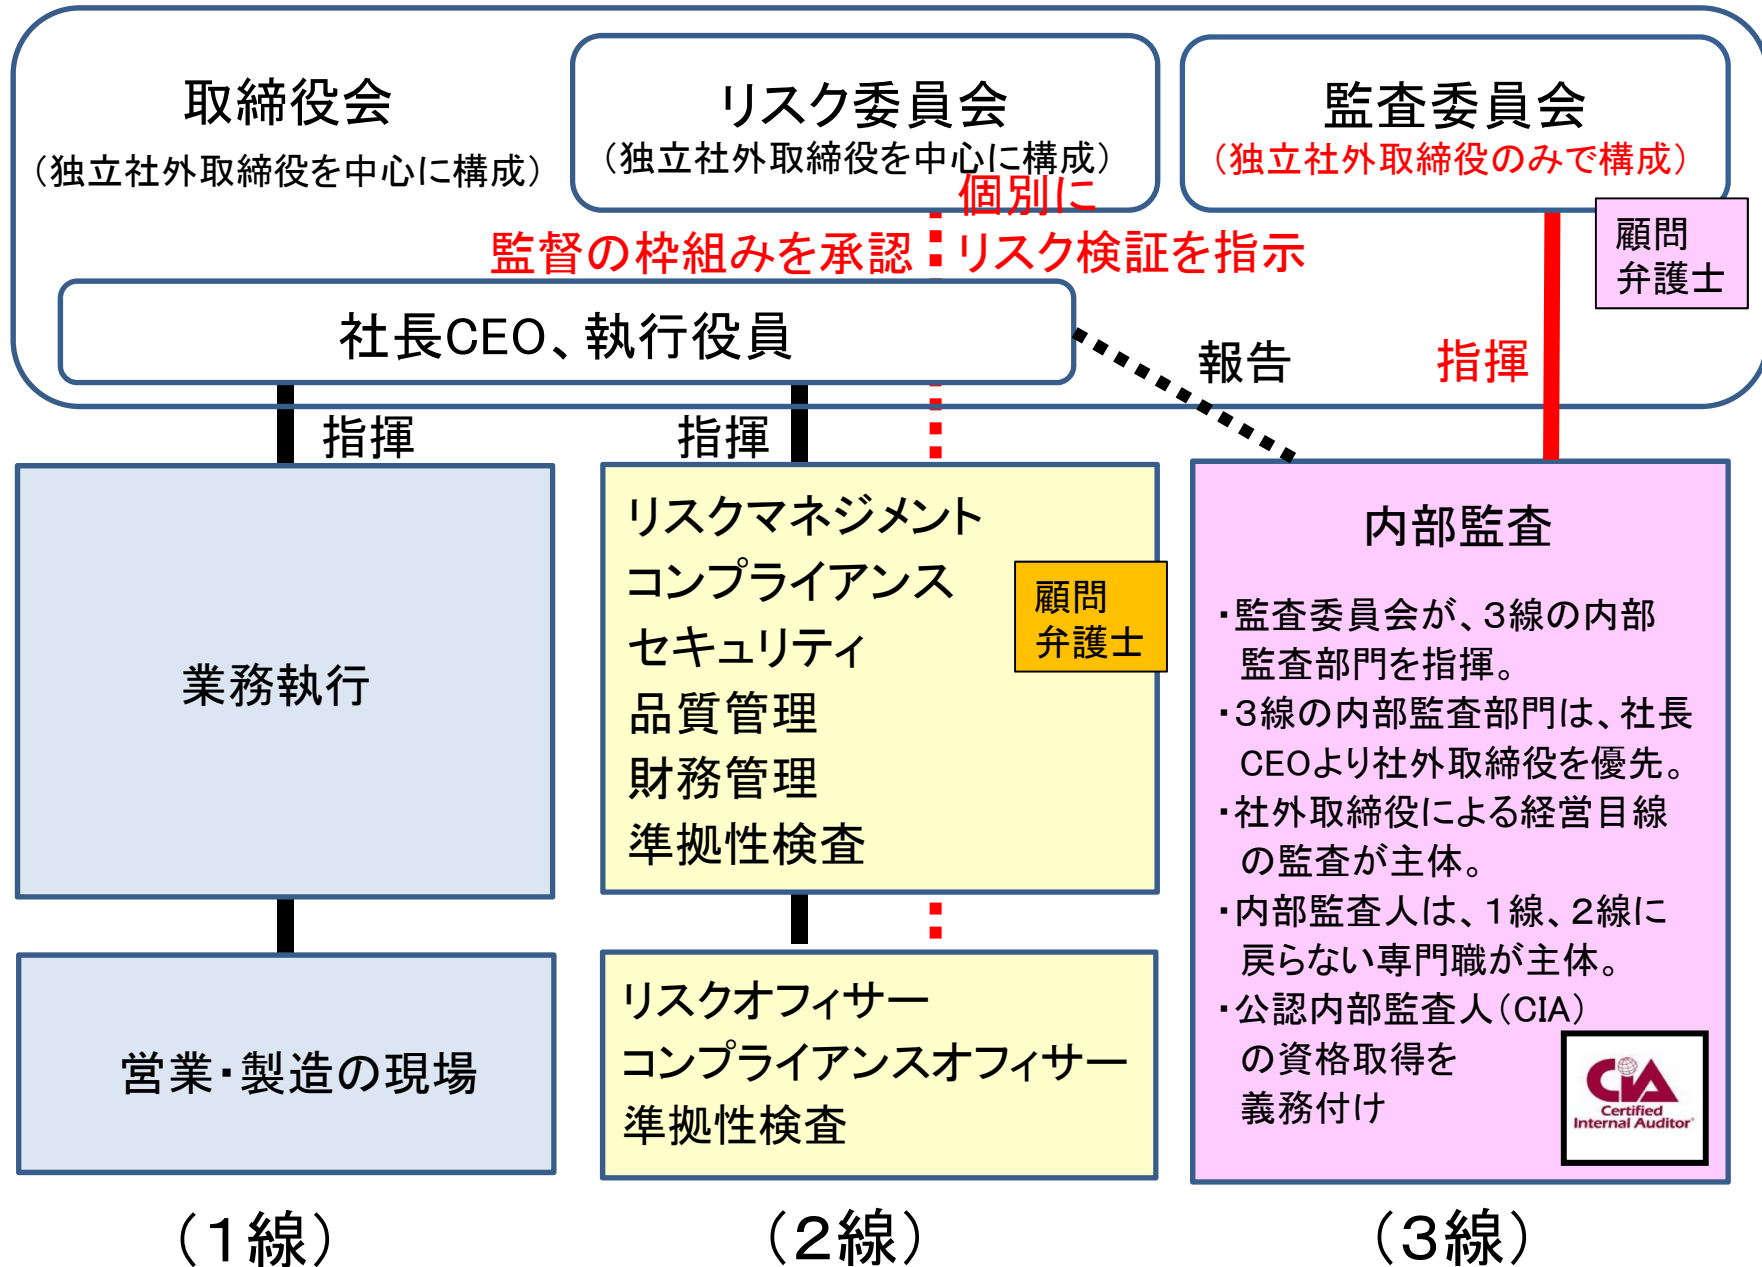 取締役会
（独立社外取締役を中心に構成）
リスク委員会
（独立社外取締役を中心に構成）
監査委員会
（独立社外取締役のみで構成）
個別に
監督の枠組みを承認
リスク検証を指示
顧問
弁護士
社長CEO、執行役員
報告
指揮
指揮
指揮
業務執行
営業・製造の現場
リスクマネジメント
コンプライアンス
セキュリティ
品質管理
財務管理
準拠性検査
顧問
弁護士
リスクオフィサー
コンプライアンスオフィサー
準拠性検査
内部監査
・監査委員会が、3線の内部
監査部門を指揮。
・3線の内部監査部門は、社長
CEOより社外取締役を優先。
・社外取締役による経営目線
の監査が主体。
・内部監査人は、1線、2線に
戻らない専門職が主体。
・公認内部監査人（CIA）
の資格取得を
義務付け
CIA
Certified
Internal Auditor®
（1線）
（2線）
（3線）